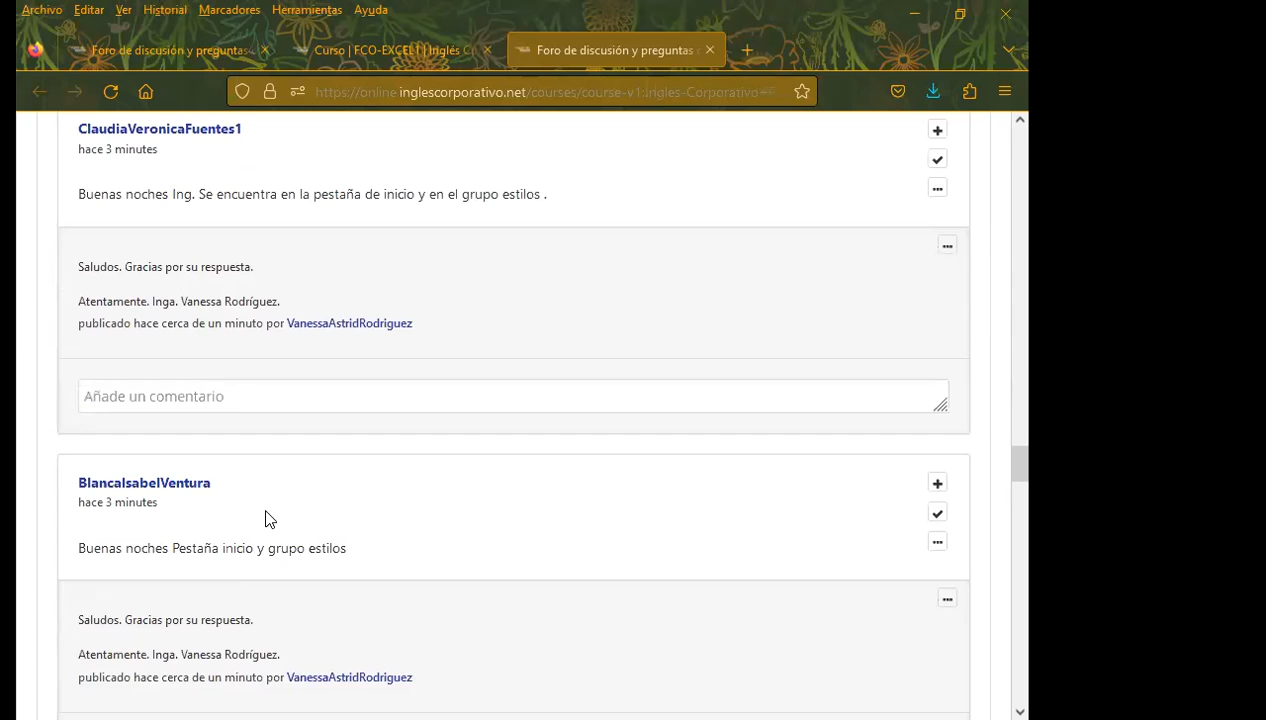 Archivo Editar Ver Historial Marcadores Herramientas Ayuda
Foro de discusión y preguntas
Curso | FCO-EXCEL1 | Inglés C
Foro de discusión y preguntas
https://online.inglescorporativo.net/courses/course-v1:Ingles-Corporativo+F
ClaudiaVeronicaFuentes1
hace 3 minutes
Buenas noches Ing. Se encuentra en la pestaña de inicio y en el grupo estilos .
Saludos. Gracias por su respuesta.
Atentamente. Inga. Vanessa Rodríguez.
publicado hace cerca de un minuto por VanessaAstridRodriguez
Añade un comentario
BlancaIsabelVentura
hace 3 minutes
Buenas noches Pestaña inicio y grupo estilos
Saludos. Gracias por su respuesta.
Atentamente. Inga. Vanessa Rodríguez.
publicado hace cerca de un minuto por VanessaAstridRodriguez